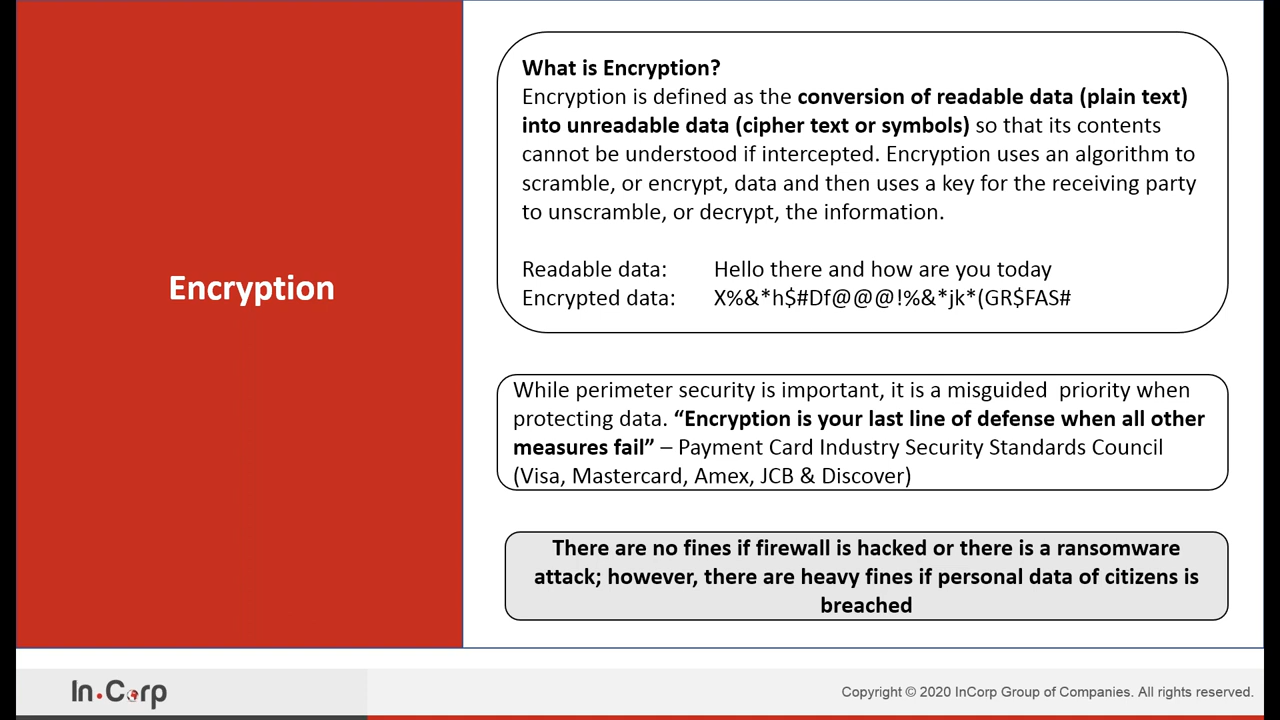 Encryption
What is Encryption?
Encryption is defined as the conversion of readable data (plain text)
into unreadable data (cipher text or symbols) so that its contents
cannot be understood if intercepted. Encryption uses an algorithm to
scramble, or encrypt, data and then uses a key for the receiving party
to unscramble, or decrypt, the information.
Readable data: Hello there and how are you today
Encrypted data: X%&*h$#Df@@@!%&*jk*(GR$FAS#
While perimeter security is important, it is a misguided  priority when
protecting data. “Encryption is your last line of defense when all other
measures fail” – Payment Card Industry Security Standards Council
(Visa, Mastercard, Amex, JCB & Discover)
There are no fines if firewall is hacked or there is a ransomware
attack; however, there are heavy fines if personal data of citizens is
breached
In.Corp
Copyright © 2020 InCorp Group of Companies. All rights reserved.